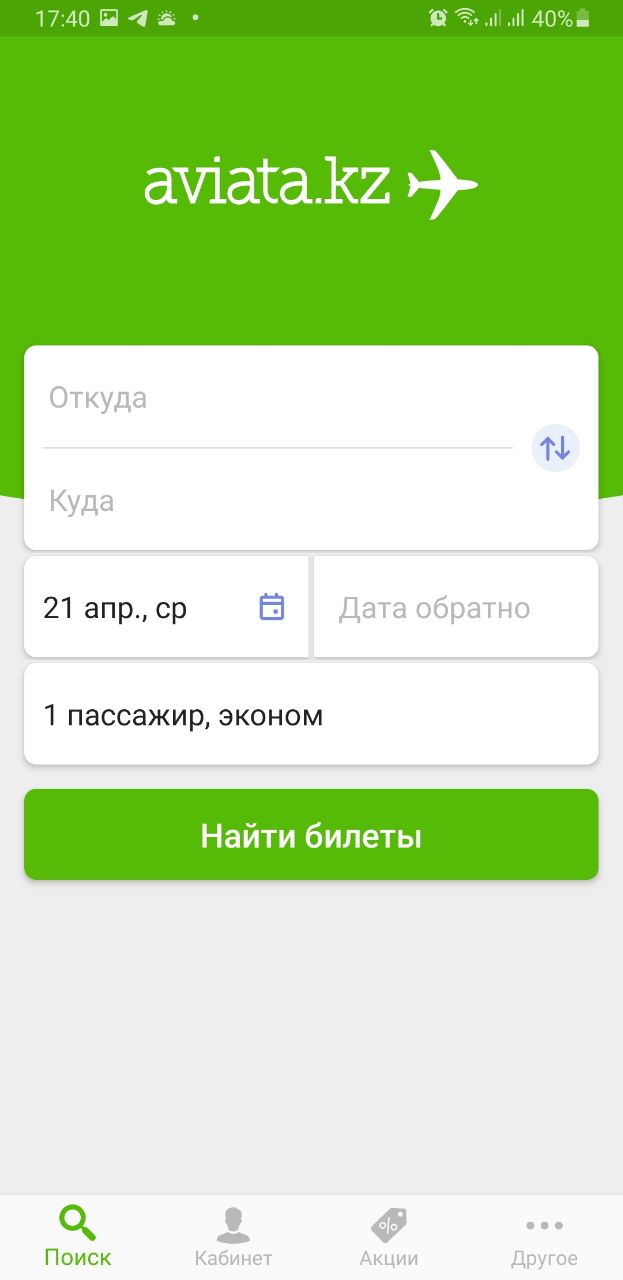 17:40 40%
aviata.kz
Откуда
Куда
21 апр., ср Дата обратно
1 пассажир, эконом
Найти билеты
Поиск Кабинет Акции Другое